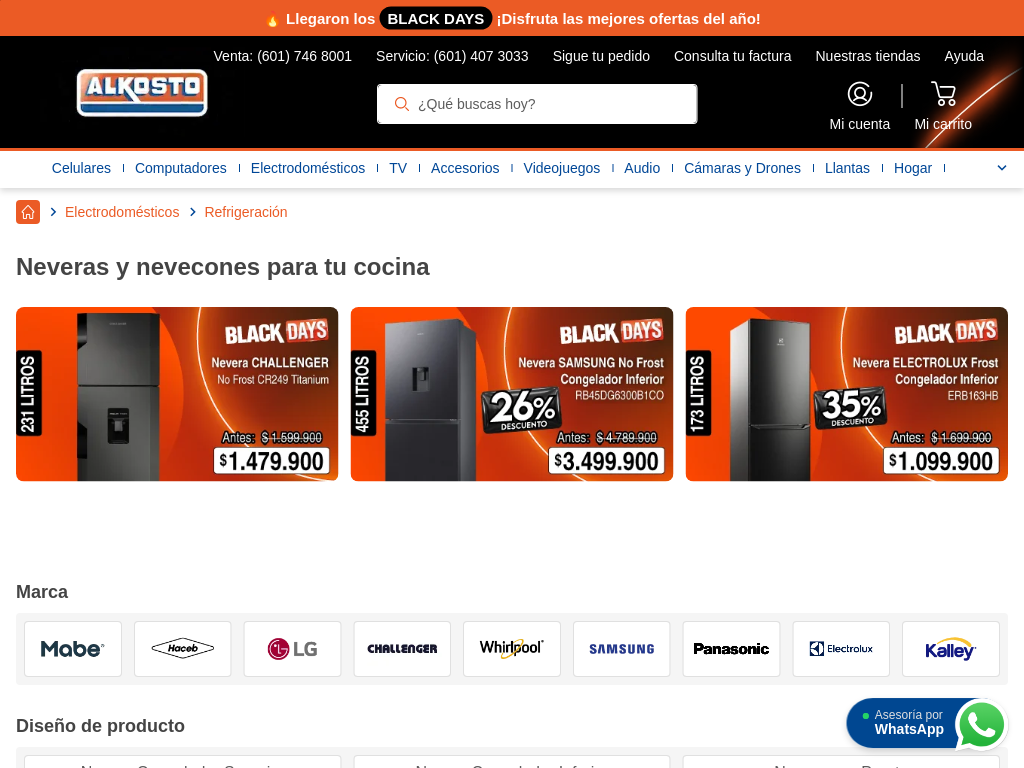 🔥 Llegaron los BLACK DAYS ¡Disfruta las mejores ofertas del año!
Venta: (601) 746 8001 Servicio: (601) 407 3033 Sigue tu pedido Consulta tu factura Nuestras tiendas Ayuda
ALKOSTO
¿Qué buscas hoy?
Mi cuenta
Mi carrito
Celulares Computadores Electrodomésticos TV Accesorios Videojuegos Audio Cámaras y Drones Llantas Hogar
Electrodomésticos Refrigeración
Neveras y nevecones para tu cocina
231 LITROS
BLACK DAYS
Nevera CHALLENGER
No Frost CR249 Titanium
Antes: $ 1.599.900
$1.479.900
455 LITROS
BLACK DAYS
Nevera SAMSUNG No Frost
Congelador Inferior
RB45DG6300B1CO
26%
DESCUENTO
Antes: $ 4.789.900
$3.499.900
173 LITROS
BLACK DAYS
Nevera ELECTROLUX Frost
Congelador Inferior
ERB163HB
35%
DESCUENTO
Antes: $ 1.699.900
$1.099.900
Marca
Mabe Haceb LG CHALLENGER Whirlpool SAMSUNG Panasonic Electrolux Kalley
Asesoría por
WhatsApp
Diseño de producto